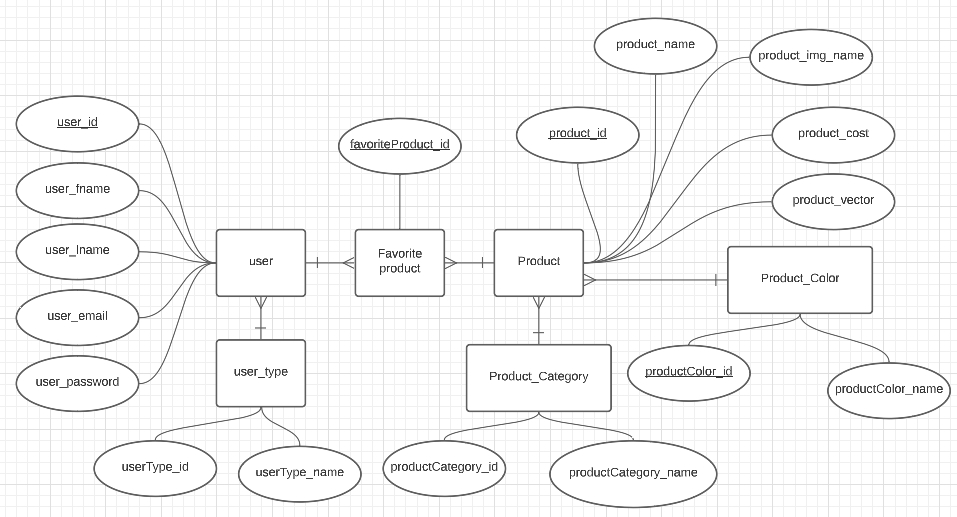 product_name
product_img_name
user_id
product_id
product_cost
favoriteProduct_id
user_fname
product_vector
user_lname
user
Favorite
product
Product
Product_Color
user_email
user_type
Product_Category
productColor_id
user_password
productColor_name
userType_id
userType_name
productCategory_id
productCategory_name